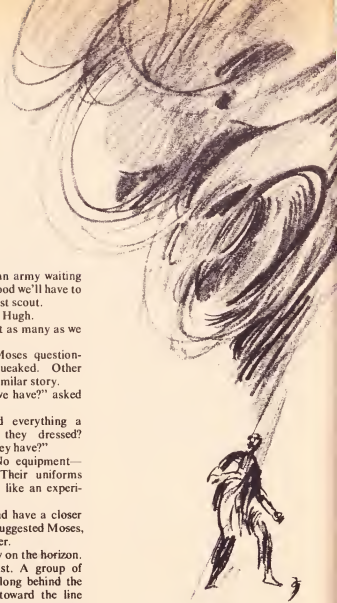 an army waiting
ood we'll have to
st scout.
Hugh.
t as many as we
Moses question-
ueaked. Other
milar story.
ve have?" asked
d everything a
they dressed?
ey have?"
No equipment—
Their uniforms
like an experi-
nd have a closer
uggested Moses,
er.
y on the horizon.
st. A group of
long behind the
toward the line